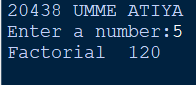 20438 UMME ATIYA
Enter a number:5
Factorial  120